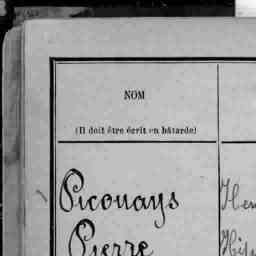 NOM
(Il doit être écrit en bâtarde)
Picouays
Pierre